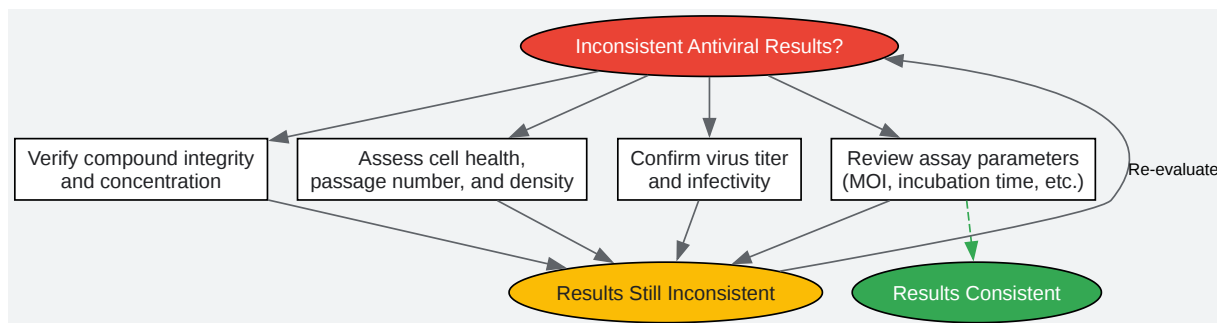 Inconsistent Antiviral Results?
Verify compound integrity
and concentration
Assess cell health,
passage number, and density
Confirm virus titer
and infectivity
Review assay parameters
(MOI, incubation time, etc.)
Re-evaluate
Results Still Inconsistent
Results Consistent